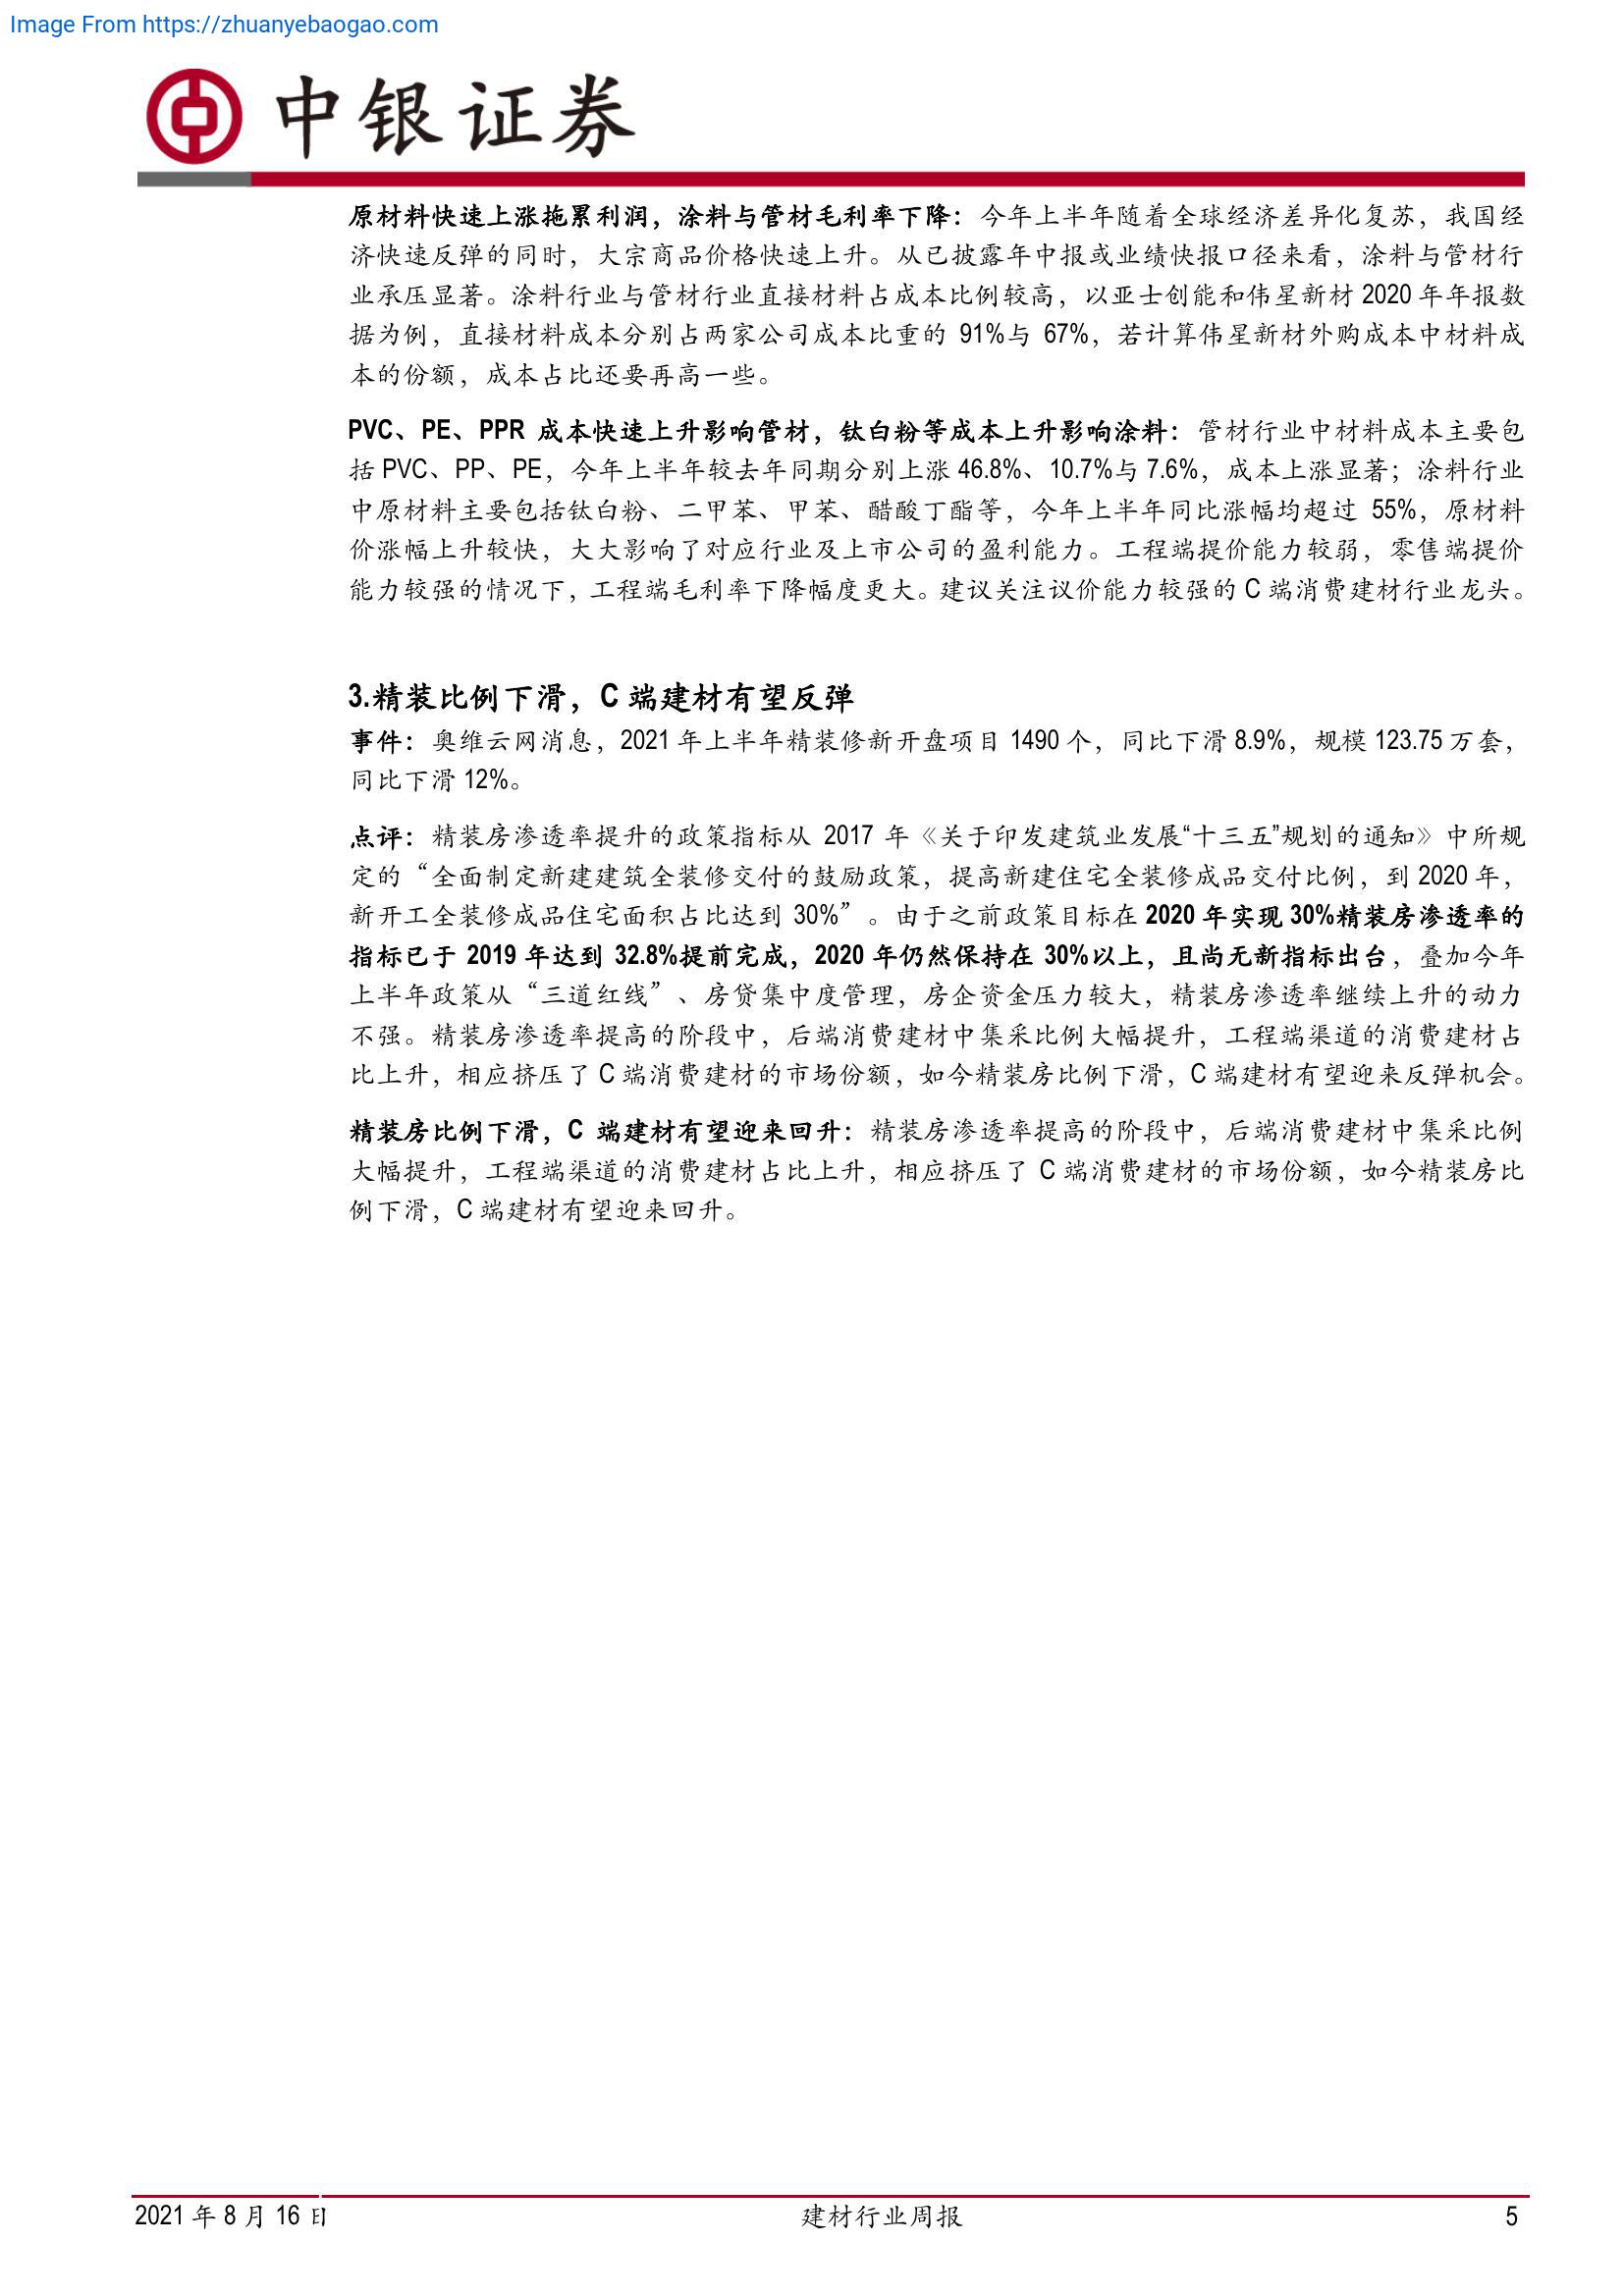 Image From https://zhuanyebaogao.com
中银证券
原材料快速上涨拖累利润，涂料与管材毛利率下降：今年上半年随着全球经济差异化复苏，我国经
济快速反弹的同时，大宗商品价格快速上升。从已披露年中报或业绩快报口径来看，涂料与管材行
业承压显著。涂料行业与管材行业直接材料占成本比例较高，以亚士创能和伟星新材 2020 年年报数
据为例，直接材料成本分别占两家公司成本比重的 91%与 67%，若计算伟星新材外购成本中材料成
本的份额，成本占比还要再高一些。
PVC、PE、PPR 成本快速上升影响管材，钛白粉等成本上升影响涂料：管材行业中材料成本主要包
括 PVC、PP、PE，今年上半年较去年同期分别上涨 46.8%、10.7%与 7.6%，成本上涨显著；涂料行业
中原材料主要包括钛白粉、二甲苯、甲苯、醋酸丁酯等，今年上半年同比涨幅均超过 55%，原材料
价涨幅上升较快，大大影响了对应行业及上市公司的盈利能力。工程端提价能力较弱，零售端提价
能力较强的情况下，工程端毛利率下降幅度更大。建议关注议价能力较强的 C 端消费建材行业龙头。
3.精装比例下滑，C 端建材有望反弹
事件：奥维云网消息，2021 年上半年精装修新开盘项目 1490 个，同比下滑 8.9%，规模 123.75 万套，
同比下滑 12%。
点评：精装房渗透率提升的政策指标从 2017 年《关于印发建筑业发展“十三五”规划的通知》中所规
定的“全面制定新建建筑全装修交付的鼓励政策，提高新建住宅全装修成品交付比例，到 2020 年，
新开工全装修成品住宅面积占比达到 30%”。由于之前政策目标在 2020 年实现 30%精装房渗透率的
指标已于 2019 年达到 32.8%提前完成，2020 年仍然保持在 30%以上，且尚无新指标出台，叠加今年
上半年政策从“三道红线”、房贷集中度管理，房企资金压力较大，精装房渗透率继续上升的动力
不强。精装房渗透率提高的阶段中，后端消费建材中集采比例大幅提升，工程端渠道的消费建材占
比上升，相应挤压了 C 端消费建材的市场份额，如今精装房比例下滑，C 端建材有望迎来反弹机会。
精装房比例下滑，C 端建材有望迎来回升：精装房渗透率提高的阶段中，后端消费建材中集采比例
大幅提升，工程端渠道的消费建材占比上升，相应挤压了 C 端消费建材的市场份额，如今精装房比
例下滑，C 端建材有望迎来回升。
2021 年 8 月 16 日
建材行业周报
5